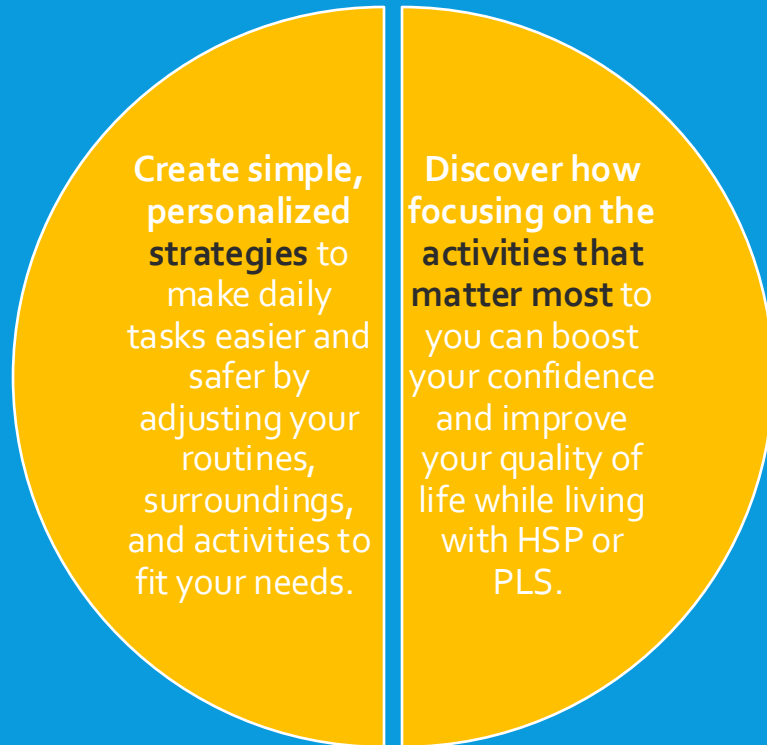 Create simple,
personalized
strategies to
make daily
tasks easier and
safer by
adjusting your
routines,
surroundings,
and activities to
fit your needs.
Discover how
focusing on the
activities that
matter most to
you can boost
your confidence
and improve
your quality of
life while living
with HSP or
PLS.